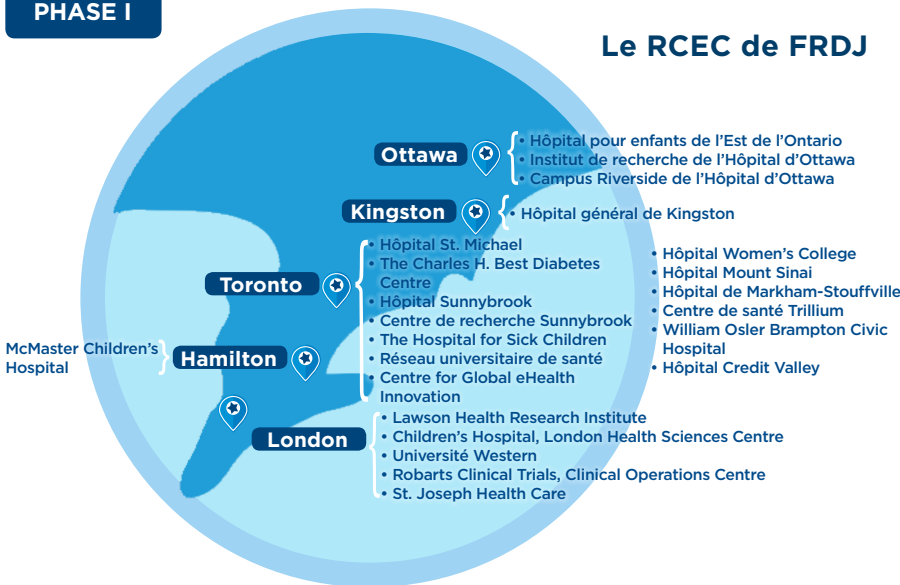 PHASE I
Le RCEC de FRDJ
Ottawa
• Hôpital pour enfants de l'Est de l'Ontario
• Institut de recherche de l'Hôpital d'Ottawa
• Campus Riverside de l'Hôpital d'Ottawa
Kingston
• Hôpital général de Kingston
Toronto
• Hôpital St. Michael
• The Charles H. Best Diabetes
Centre
• Hôpital Sunnybrook
• Centre de recherche Sunnybrook
• The Hospital for Sick Children
• Réseau universitaire de santé
• Centre for Global eHealth
Innovation
• Hôpital Women's College
• Hôpital Mount Sinai
• Hôpital de Markham-Stouffville
• Centre de santé Trillium
• William Osler Brampton Civic
Hospital
• Hôpital Credit Valley
McMaster Children's
Hospital
Hamilton
London
• Lawson Health Research Institute
• Children's Hospital, London Health Sciences Centre
• Université Western
• Robarts Clinical Trials, Clinical Operations Centre
• St. Joseph Health Care